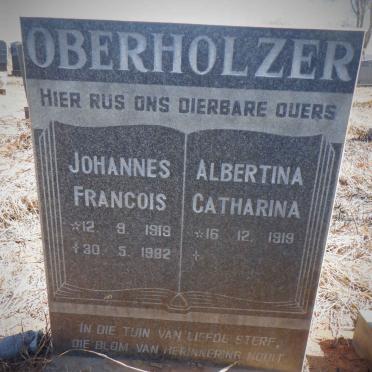 OBERHOLZER
HIER RUS ONS DIERBARE OUERS
JOHANNES
FRANCOIS
☆12. 9. 1919
†30. 5. 1992
ALBERTINA
CATHARINA
☆16. 12. 1919
†
IN DIE TUIN VAN LIEFDE STERF,
DIE BLOM VAN HERINNERING NOOIT